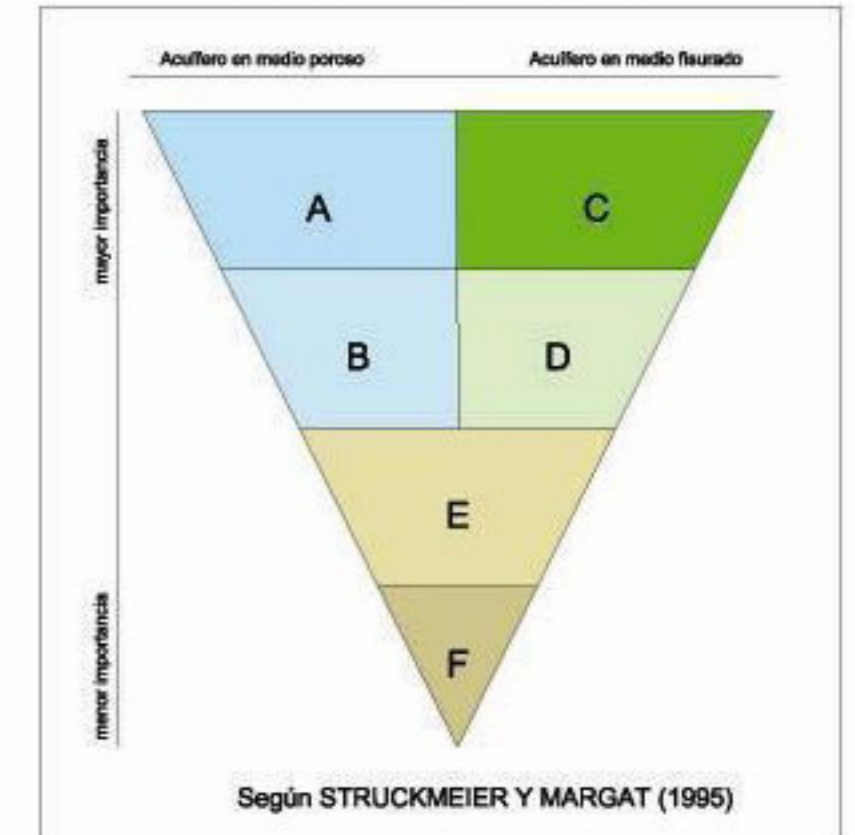 Acuífero en medio poroso
Acuífero en medio fisurado
mayor importancia
A
C
B
D
E
menor importancia
F
Según STRUCKMEIER Y MARGAT (1995)